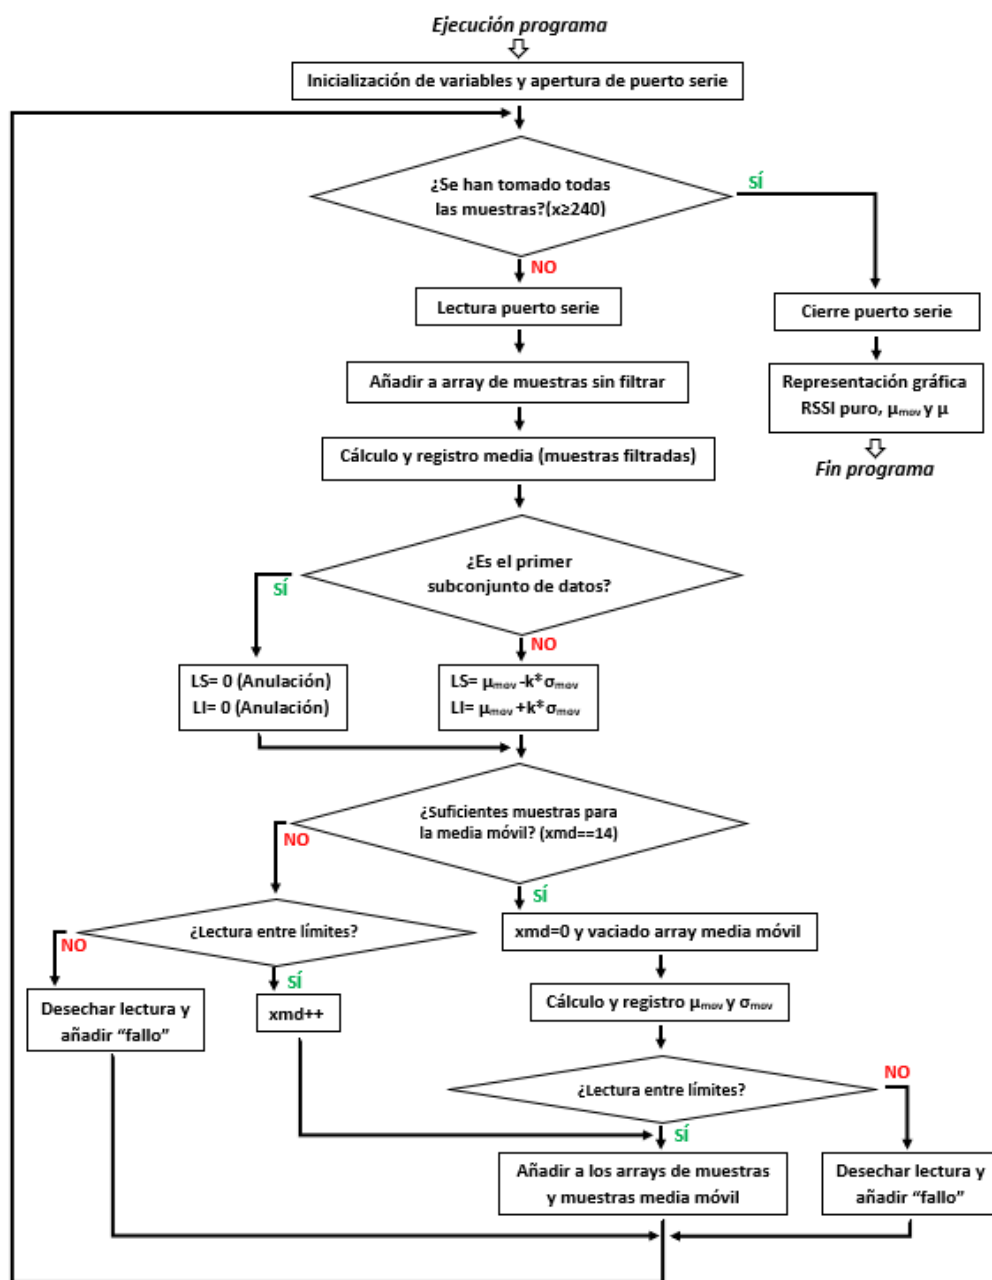 Ejecución programa
Inicialización de variables y apertura de puerto serie
¿Se han tomado todas
las muestras?(x≥240)
SÍ
NO
Lectura puerto serie
Cierre puerto serie
Añadir a array de muestras sin filtrar
Representación gráfica
RSSI puro, μmov y μ
Cálculo y registro media (muestras filtradas)
Fin programa
¿Es el primer
subconjunto de datos?
SÍ
NO
LS= 0 (Anulación)
LI= 0 (Anulación)
LS= μmov -k*σmov
LI= μmov +k*σmov
¿Suficientes muestras para
la media móvil? (xmd==14)
NO
SÍ
¿Lectura entre límites?
NO
SÍ
xmd=0 y vaciado array media móvil
Desechar lectura y
añadir “fallo”
xmd++
Cálculo y registro μmov y σmov
¿Lectura entre límites?
NO
SÍ
Añadir a los arrays de muestras
y muestras media móvil
Desechar lectura y
añadir “fallo”